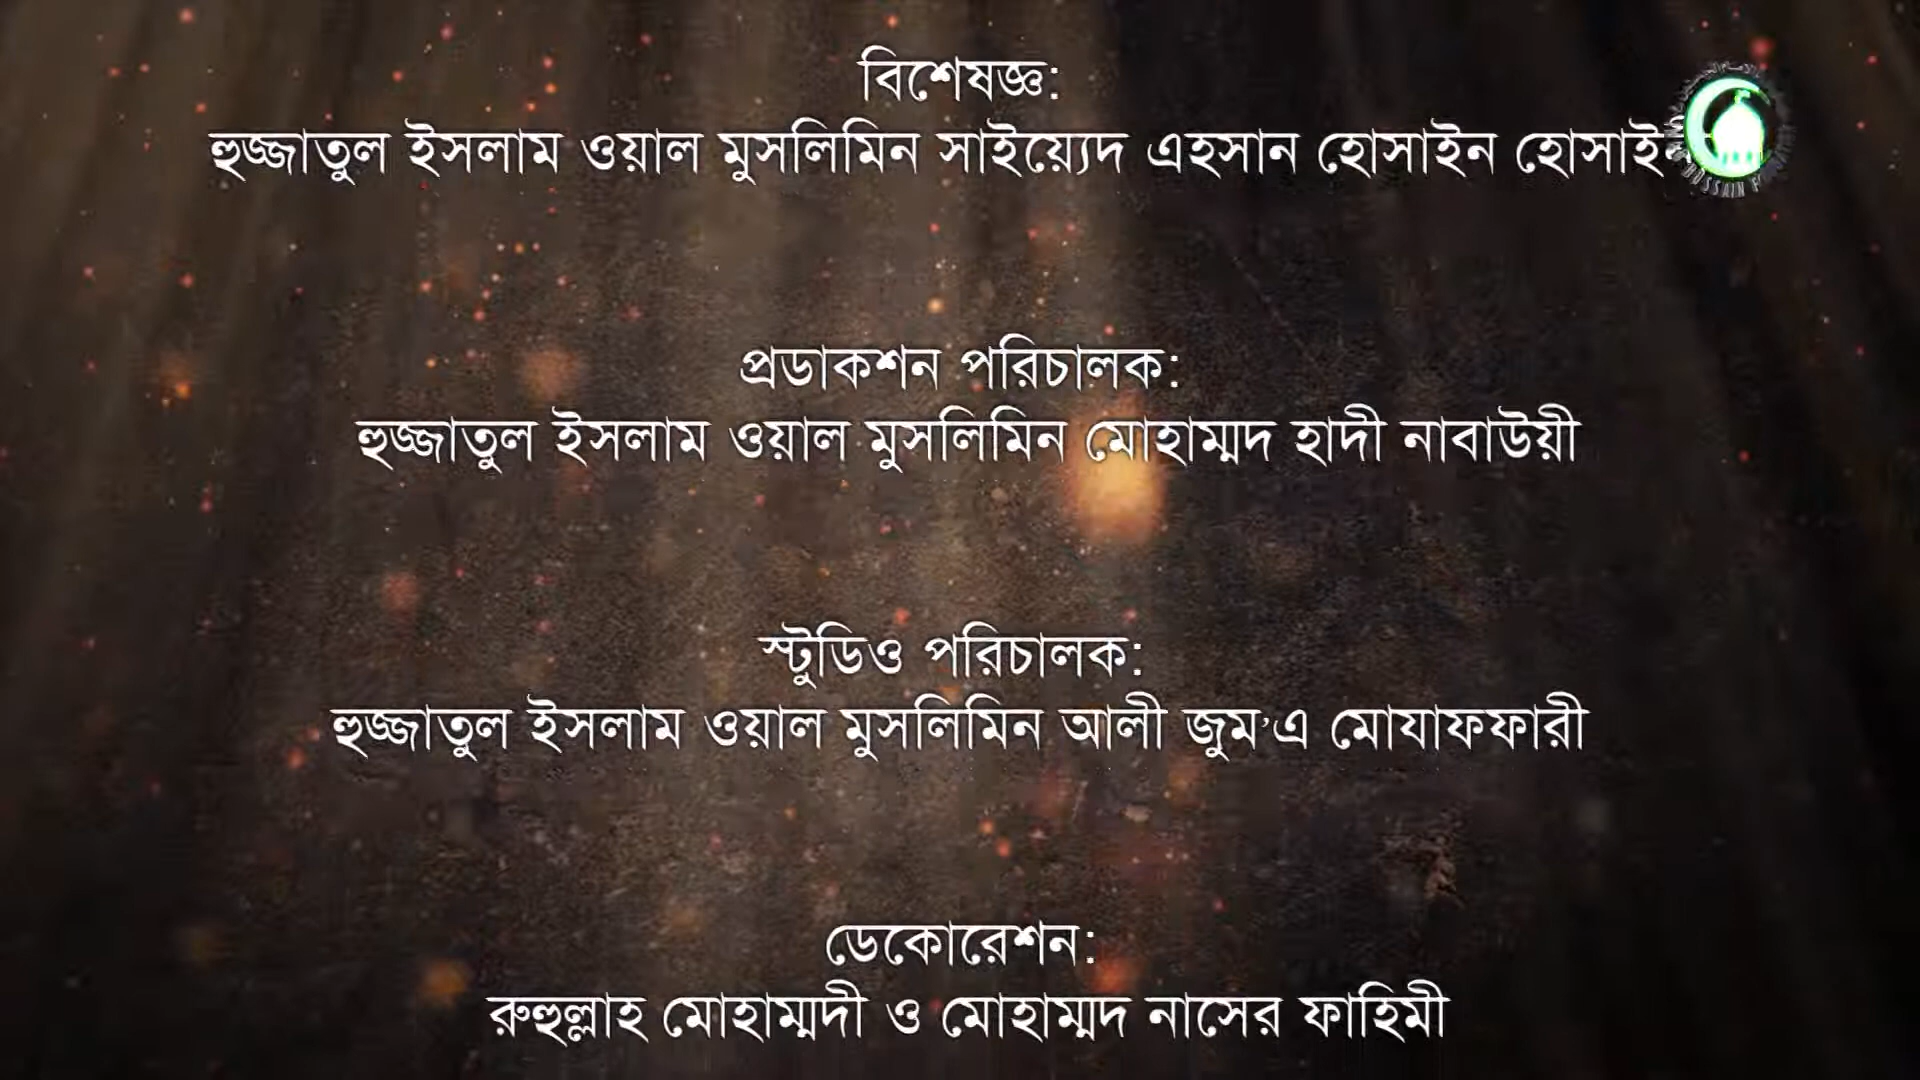 বিশেষজ্ঞ:
হুজ্জাতুল ইসলাম ওয়াল মুসলিমিন সাইয়্যেদ এহসান হোসাইন
প্রডাকশন পরিচালক:
হুজ্জাতুল ইসলাম ওয়াল মুসলিমিন মোহাম্মদ হাদী নাবাউয়ী
স্টুডিও পরিচালক:
হুজ্জাতুল ইসলাম ওয়াল মুসলিমিন আলী জুম’এ মোযাফফারী
ডেকোরেশন:
রুহুল্লাহ মোহাম্মদী ও মোহাম্মদ নাসের ফাহিমী